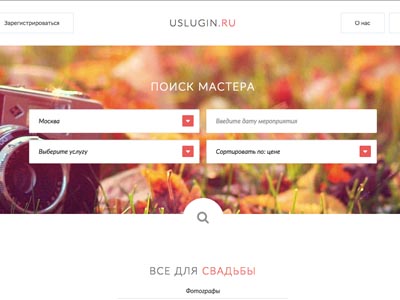 Зарегистрироваться
USLUGIN.RU
О нас
ПОИСК МАСТЕРА
Москва
Введите дату мероприятия
Выберите услугу
Сортировать по: цене
ВСЕ ДЛЯ СВАДЬБЫ
Фотографы